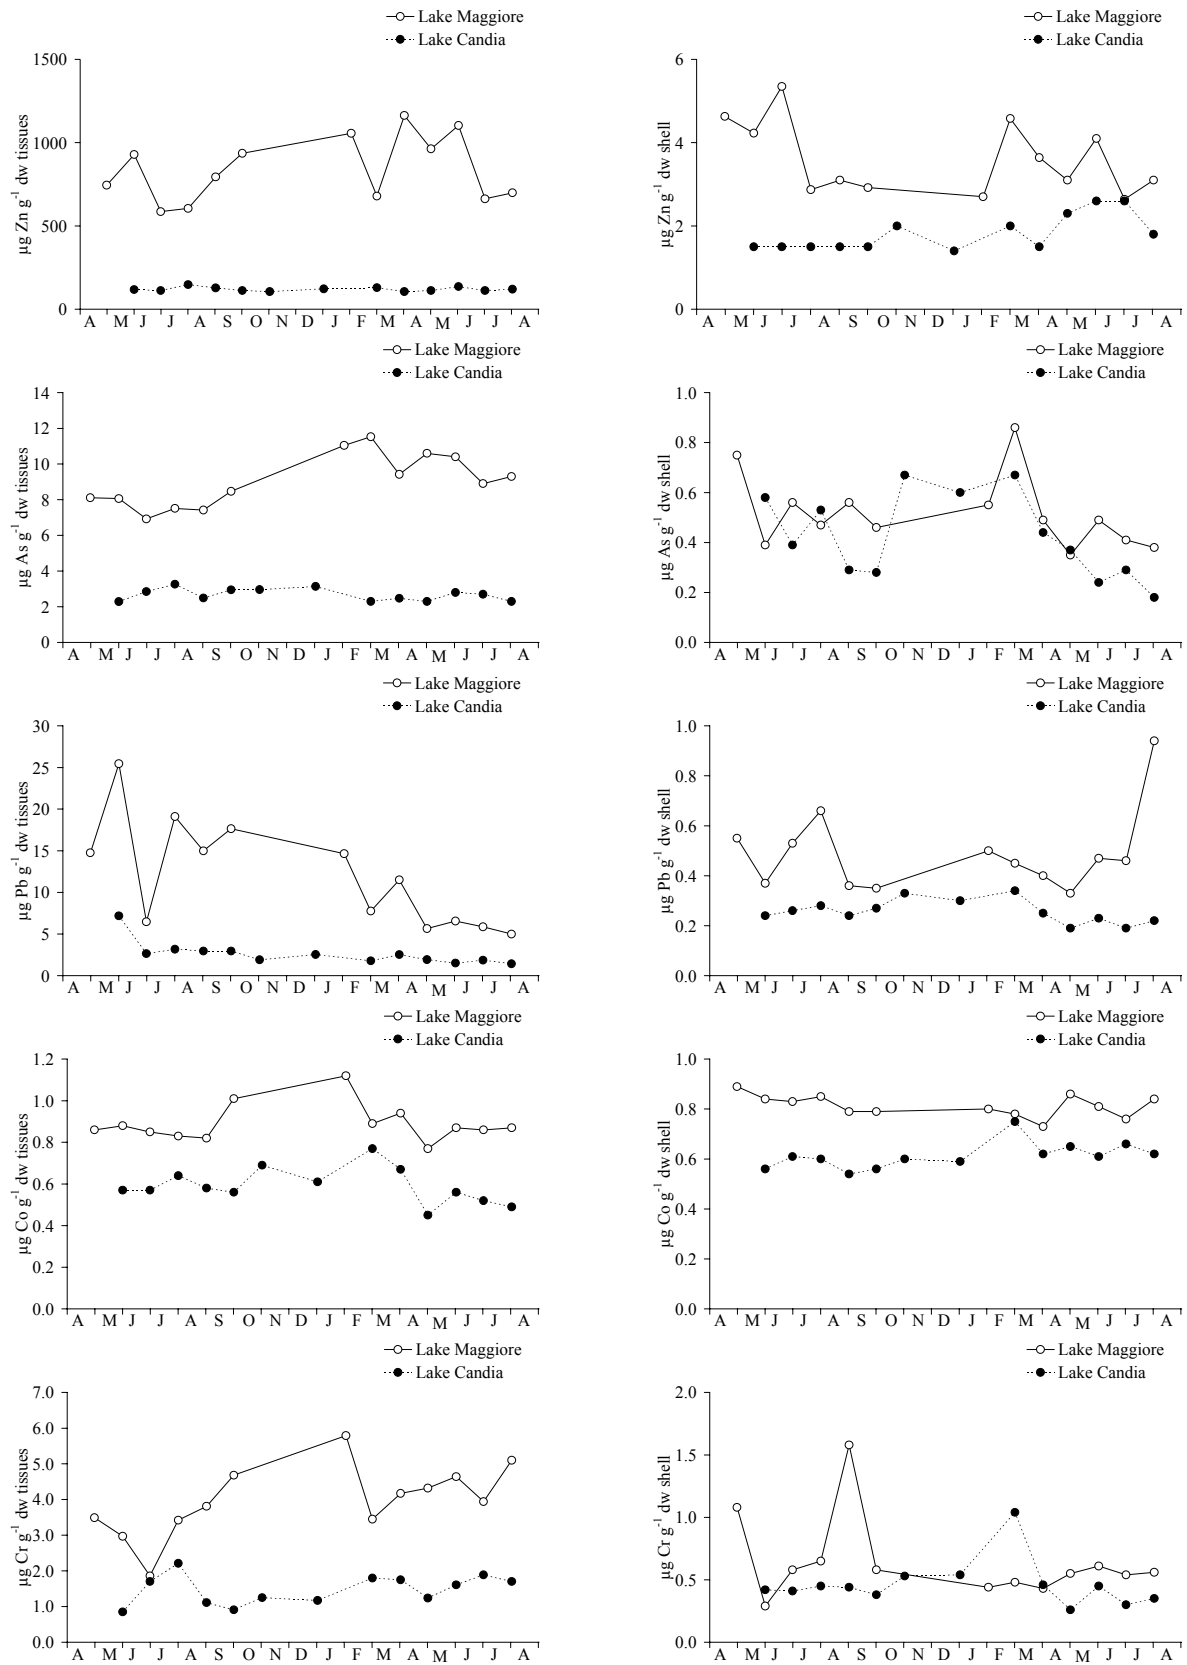 Lake Maggiore
Lake Candia
1500
1000
500
0
µg Zn g-1 dw tissues
A M J J A S O N D J F M A M J J A
Lake Maggiore
Lake Candia
6
4
2
0
µg Zn g-1 dw shell
A M J J A S O N D J F M A M J J A
Lake Maggiore
Lake Candia
14
12
10
8
6
4
2
0
µg As g-1 dw tissues
A M J J A S O N D J F M A M J J A
Lake Maggiore
Lake Candia
1.0
0.8
0.6
0.4
0.2
0.0
µg As g-1 dw shell
A M J J A S O N D J F M A M J J A
Lake Maggiore
Lake Candia
30
25
20
15
10
5
0
µg Pb g-1 dw tissues
A M J J A S O N D J F M A M J J A
Lake Maggiore
Lake Candia
1.0
0.8
0.6
0.4
0.2
0.0
µg Pb g-1 dw shell
A M J J A S O N D J F M A M J J A
Lake Maggiore
Lake Candia
1.2
1.0
0.8
0.6
0.4
0.2
0.0
µg Co g-1 dw tissues
A M J J A S O N D J F M A M J J A
Lake Maggiore
Lake Candia
1.0
0.8
0.6
0.4
0.2
0.0
µg Co g-1 dw shell
A M J J A S O N D J F M A M J J A
Lake Maggiore
Lake Candia
7.0
6.0
5.0
4.0
3.0
2.0
1.0
0.0
µg Cr g-1 dw tissues
A M J J A S O N D J F M A M J J A
Lake Maggiore
Lake Candia
2.0
1.5
1.0
0.5
0.0
µg Cr g-1 dw shell
A M J J A S O N D J F M A M J J A